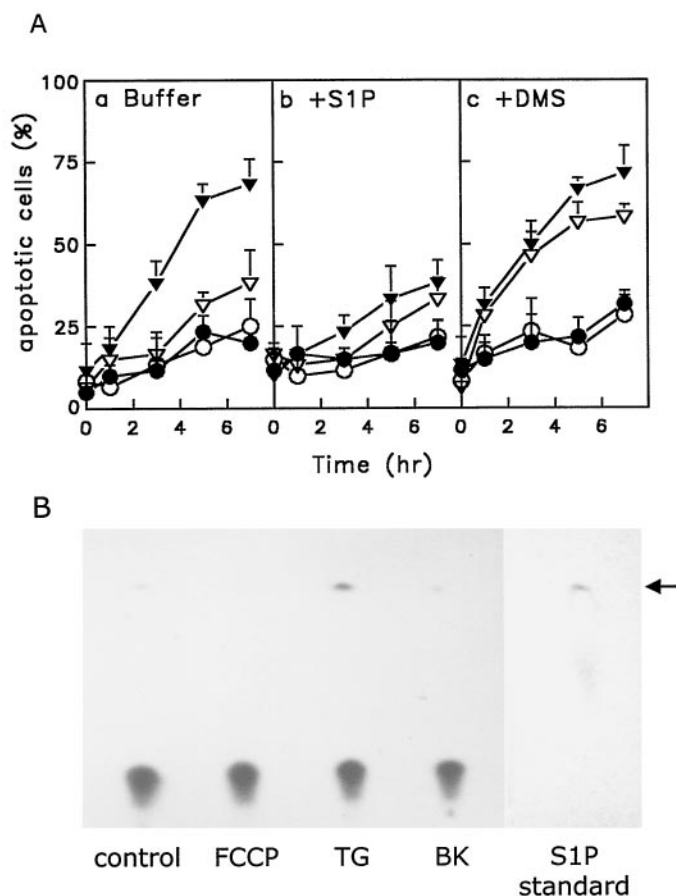 A
a Buffer
b +S1P
c +DMS
apoptotic cells (%)
100
75
50
25
0
0 2 4 6
0 2 4 6
0 2 4 6
Time (hr)
B
control
FCCP
TG
BK
S1P
standard